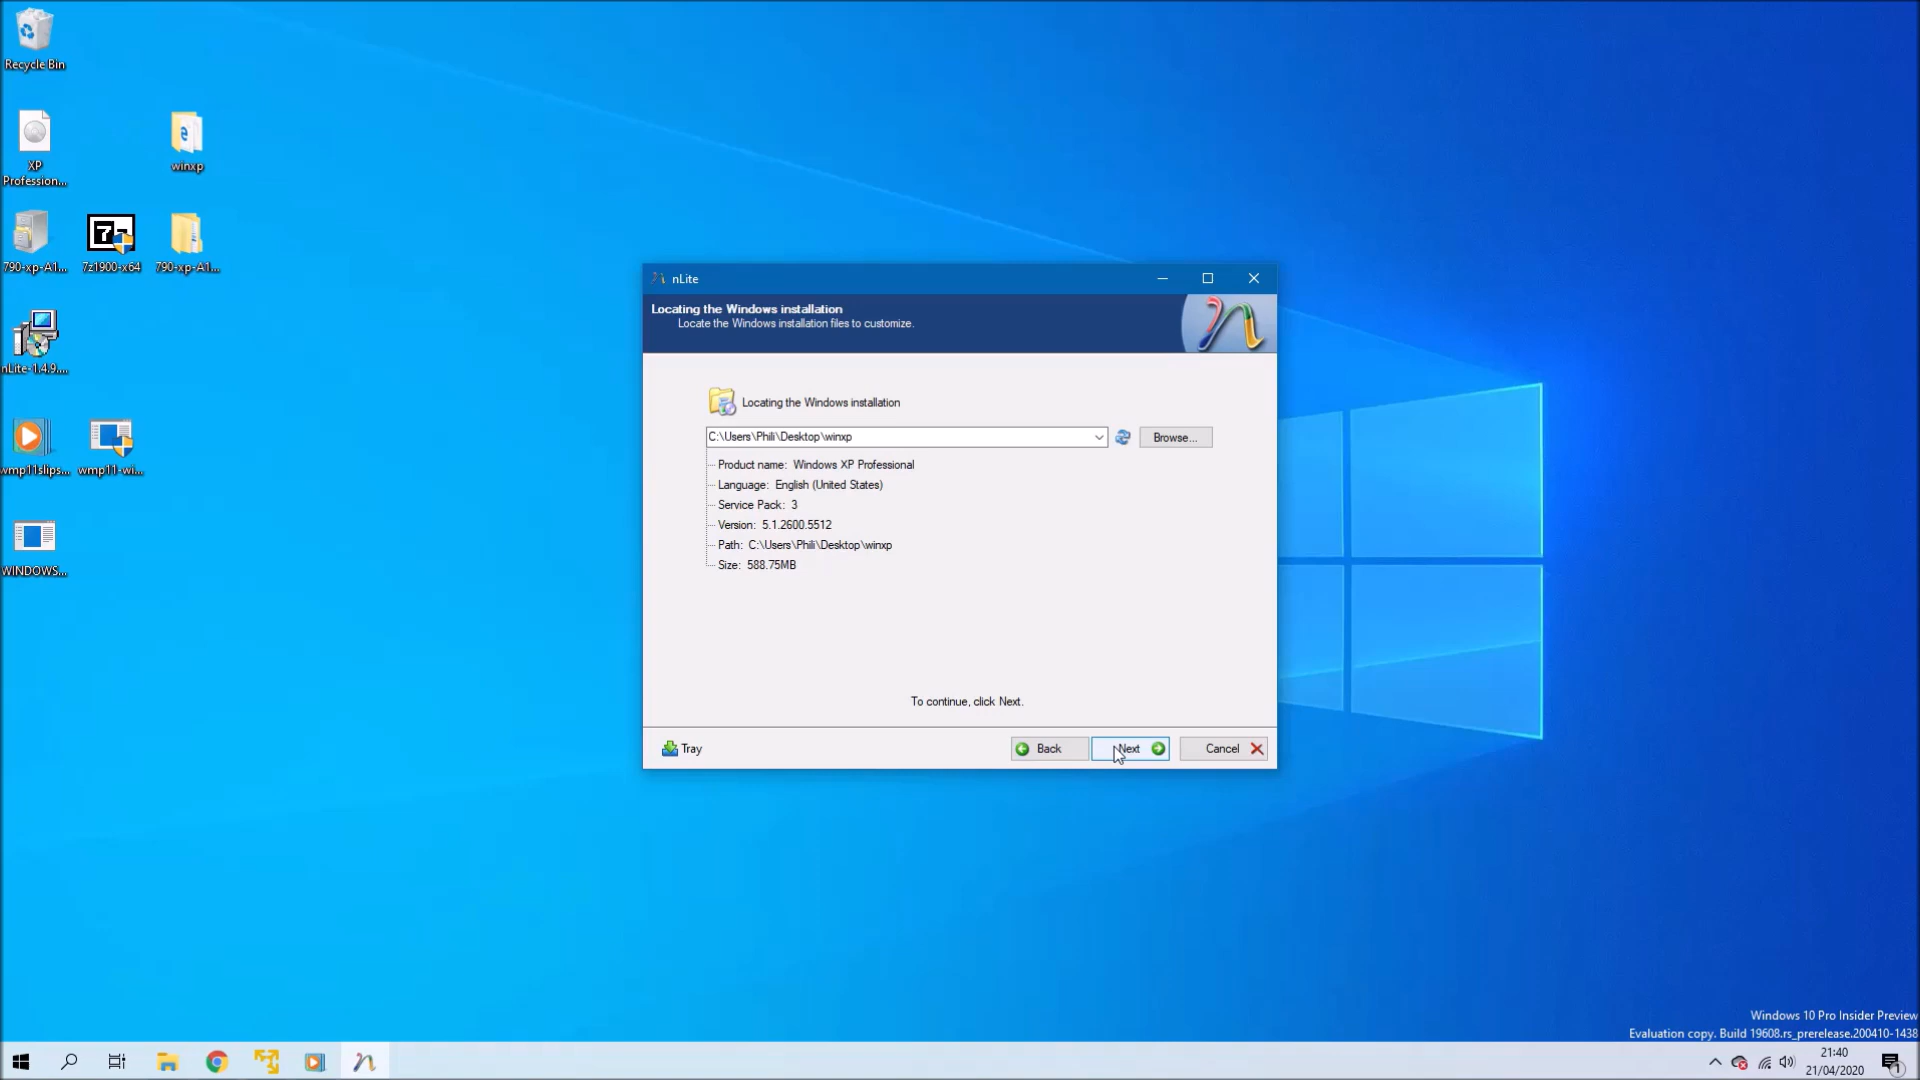 Recycle Bin
XP
Profession...
winxp
790-xp-A1...
7z1900-x64
790-xp-A1...
nLite-1.4.9....
wmp11slips...
wmp11-wi...
WINDOWS...
nLite
Locating the Windows installation
Locate the Windows installation files to customize.
Locating the Windows installation
C:\Users\Phili\Desktop\winxp
Browse...
Product name: Windows XP Professional
Language: English (United States)
Service Pack: 3
Version: 5.1.2600.5512
Path: C:\Users\Phili\Desktop\winxp
Size: 588.75MB
To continue, click Next.
Tray
Back
Next
Cancel
Windows 10 Pro Insider Preview
Evaluation copy. Build 19608.rs_prerelease.200410-1438
21:40
21/04/2020
1